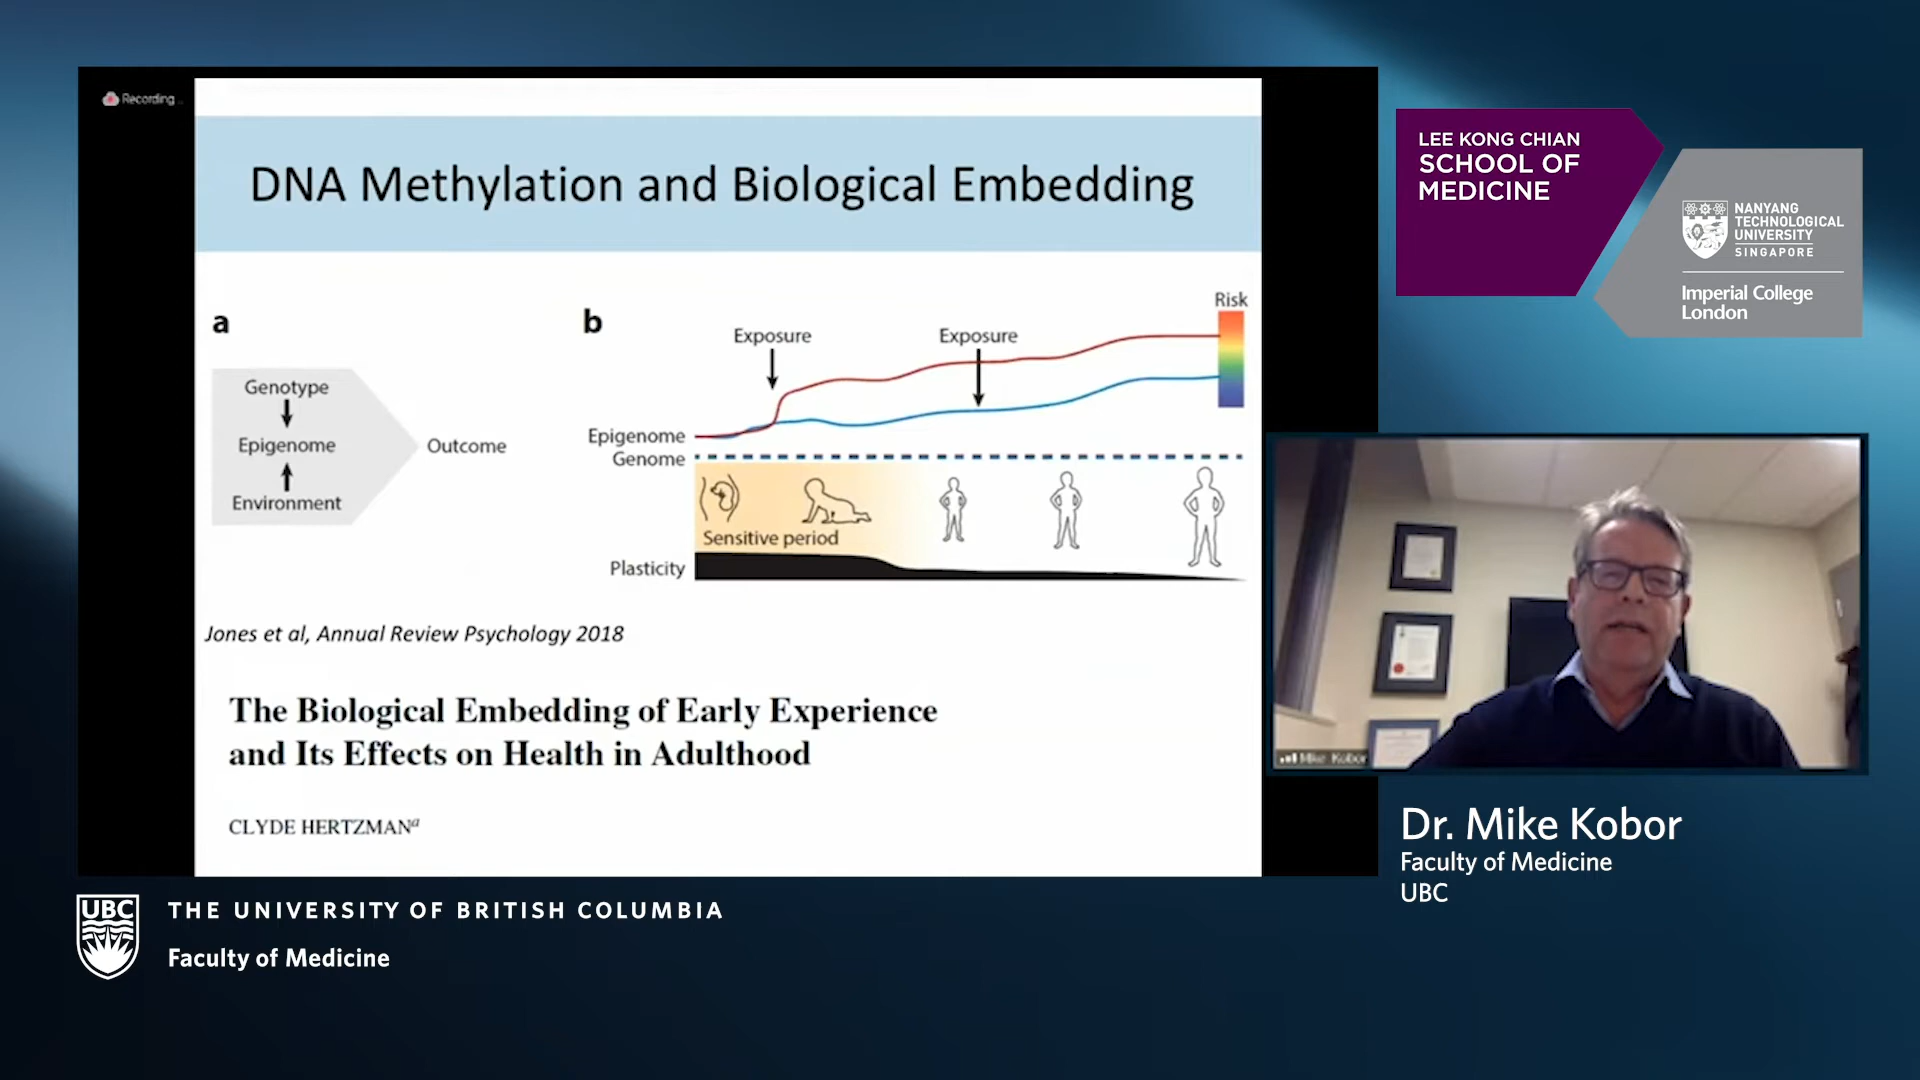 Recording...
DNA Methylation and Biological Embedding
a
Genotype
Epigenome
Environment
Outcome
b
Exposure
Exposure
Risk
Epigenome
Genome
Sensitive period
Plasticity
Jones et al, Annual Review Psychology 2018
The Biological Embedding of Early Experience
and Its Effects on Health in Adulthood
CLYDE HERTZMANa
LEE KONG CHIAN
SCHOOL OF
MEDICINE
NANYANG
TECHNOLOGICAL
UNIVERSITY
SINGAPORE
Imperial College
London
Mike Kobor
Dr. Mike Kobor
Faculty of Medicine
UBC
UBC
THE UNIVERSITY OF BRITISH COLUMBIA
Faculty of Medicine